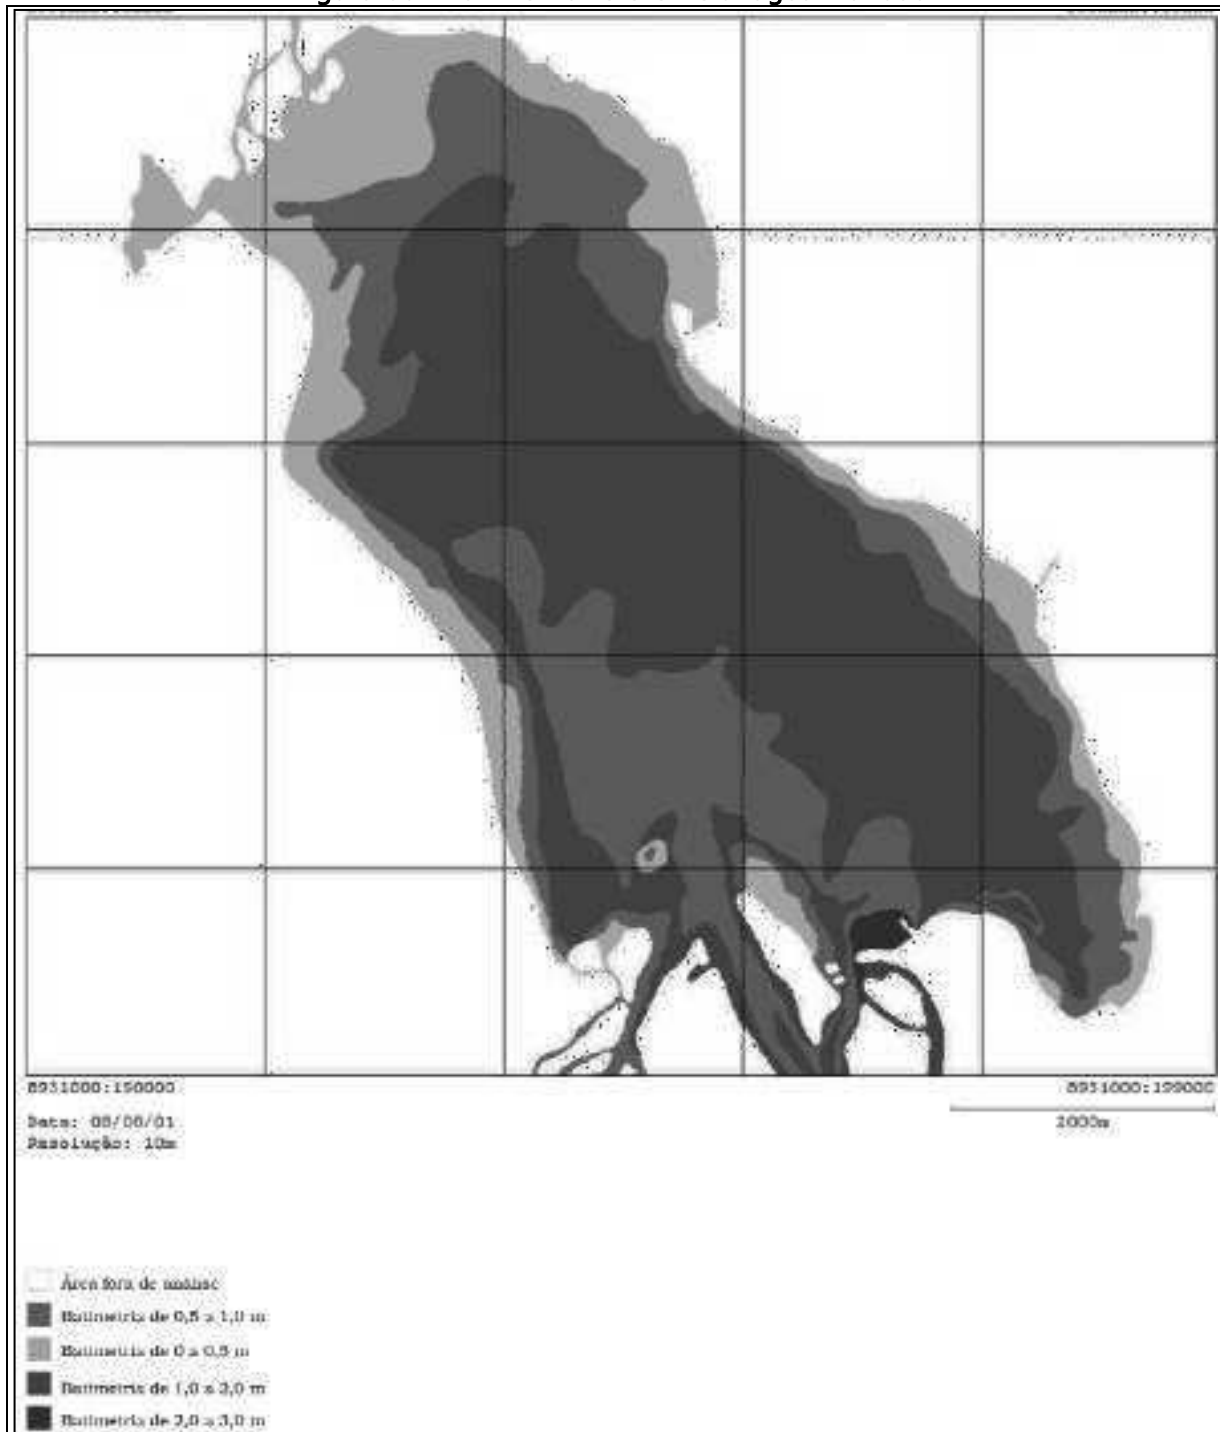 8931000:190000
8931000:199000
Data: 08/08/01
2000m
Resolução: 10m
Área fora de análise
Batimetria de 0,5 a 1,0 m
Batimetria de 0 a 0,5 m
Batimetria de 1,0 a 2,0 m
Batimetria de 2,0 a 3,0 m